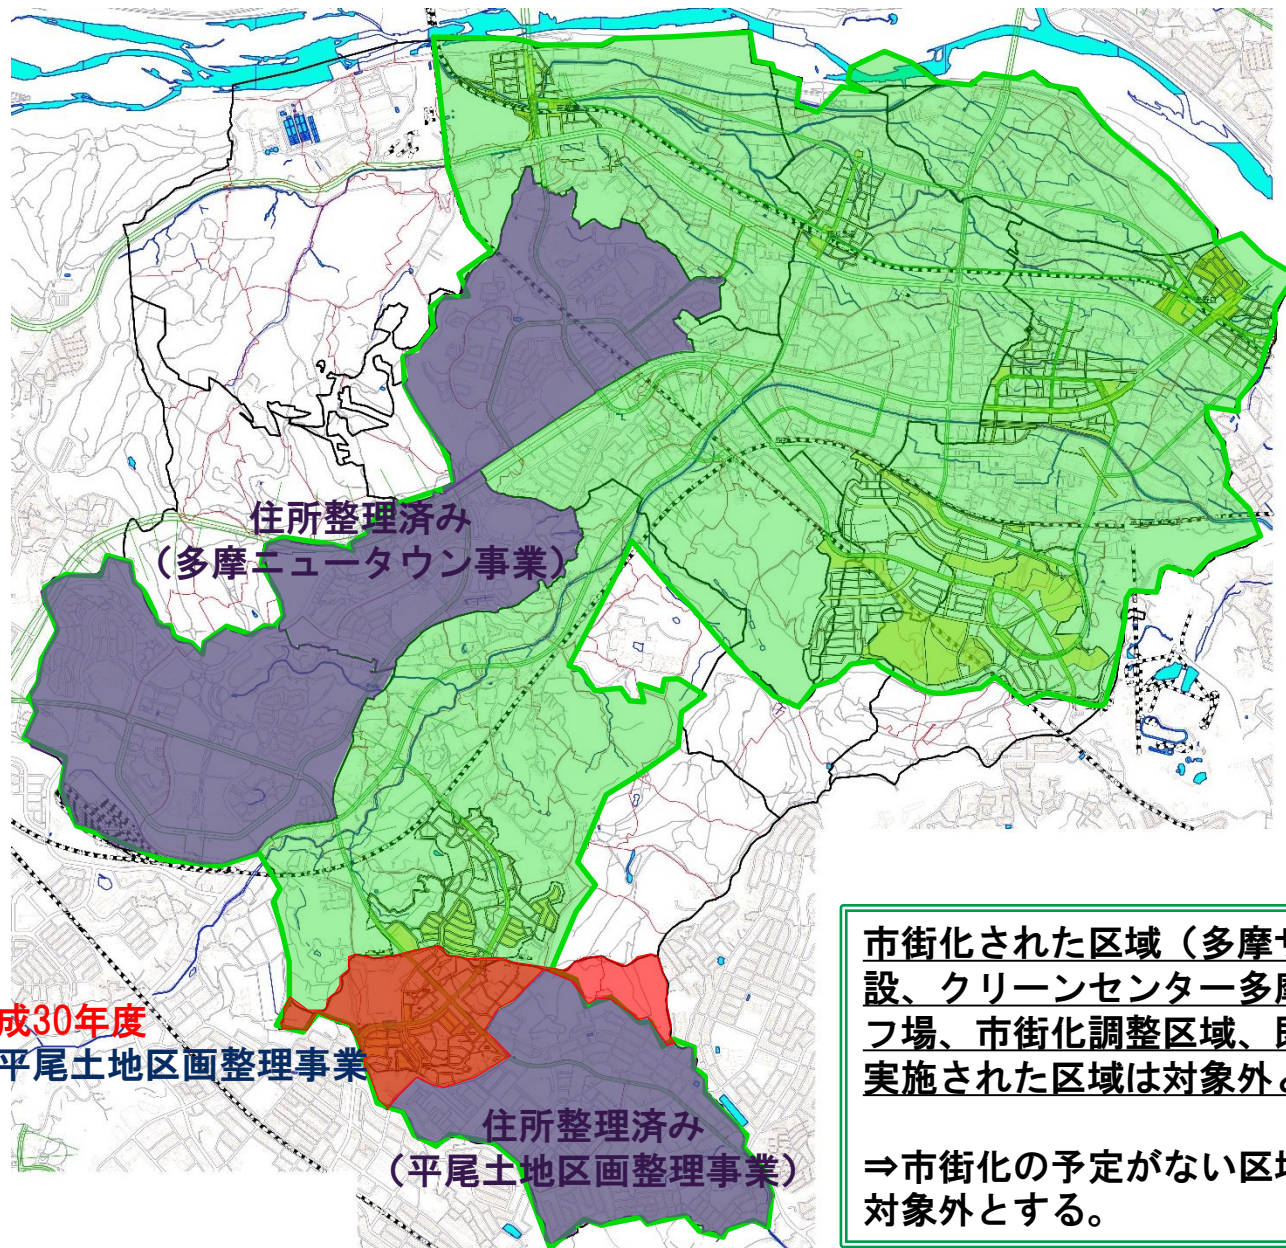 住所整理済み
（多摩ニュータウン事業）
成30年度
平尾土地区画整理事業
住所整理済み
（平尾土地区画整理事業）
市街化された区域（多摩サ
設、クリーンセンター多摩
フ場、市街化調整区域、既
実施された区域は対象外と
⇒市街化の予定がない区域
対象外とする。